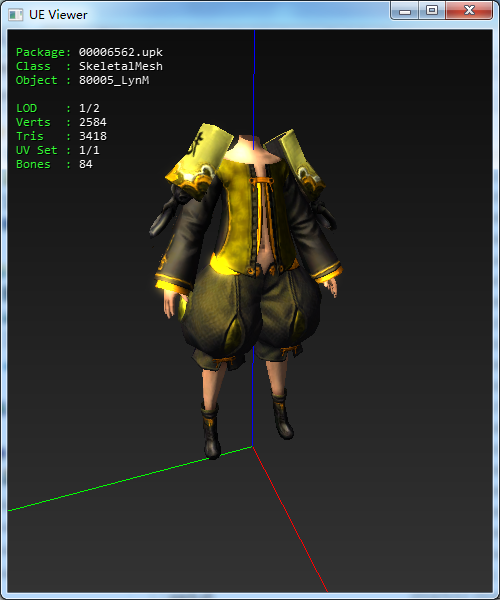 UE Viewer
Package: 00006562.upk
Class : SkeletalMesh
Object : 80005_LynM
LOD : 1/2
Verts : 2584
Tris : 3418
UV Set : 1/1
Bones : 84